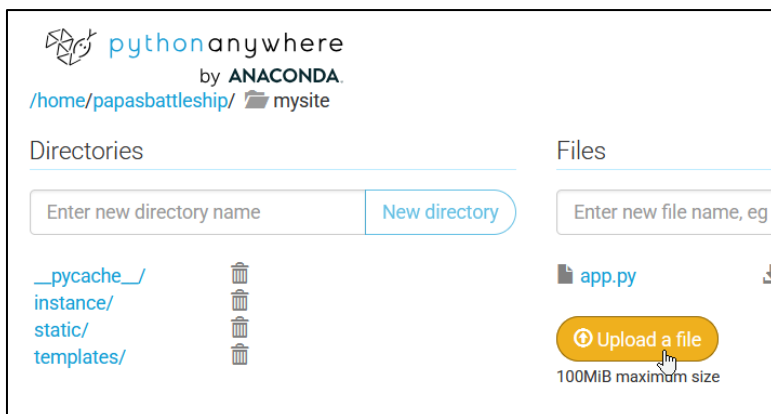 pythonanywhere
by ANACONDA.
/home/papasbattleship/ mysite
Directories
Enter new directory name
New directory
__pycache__/
instance/
static/
templates/
Files
Enter new file name, eg
app.py
Upload a file
100MiB maximum size